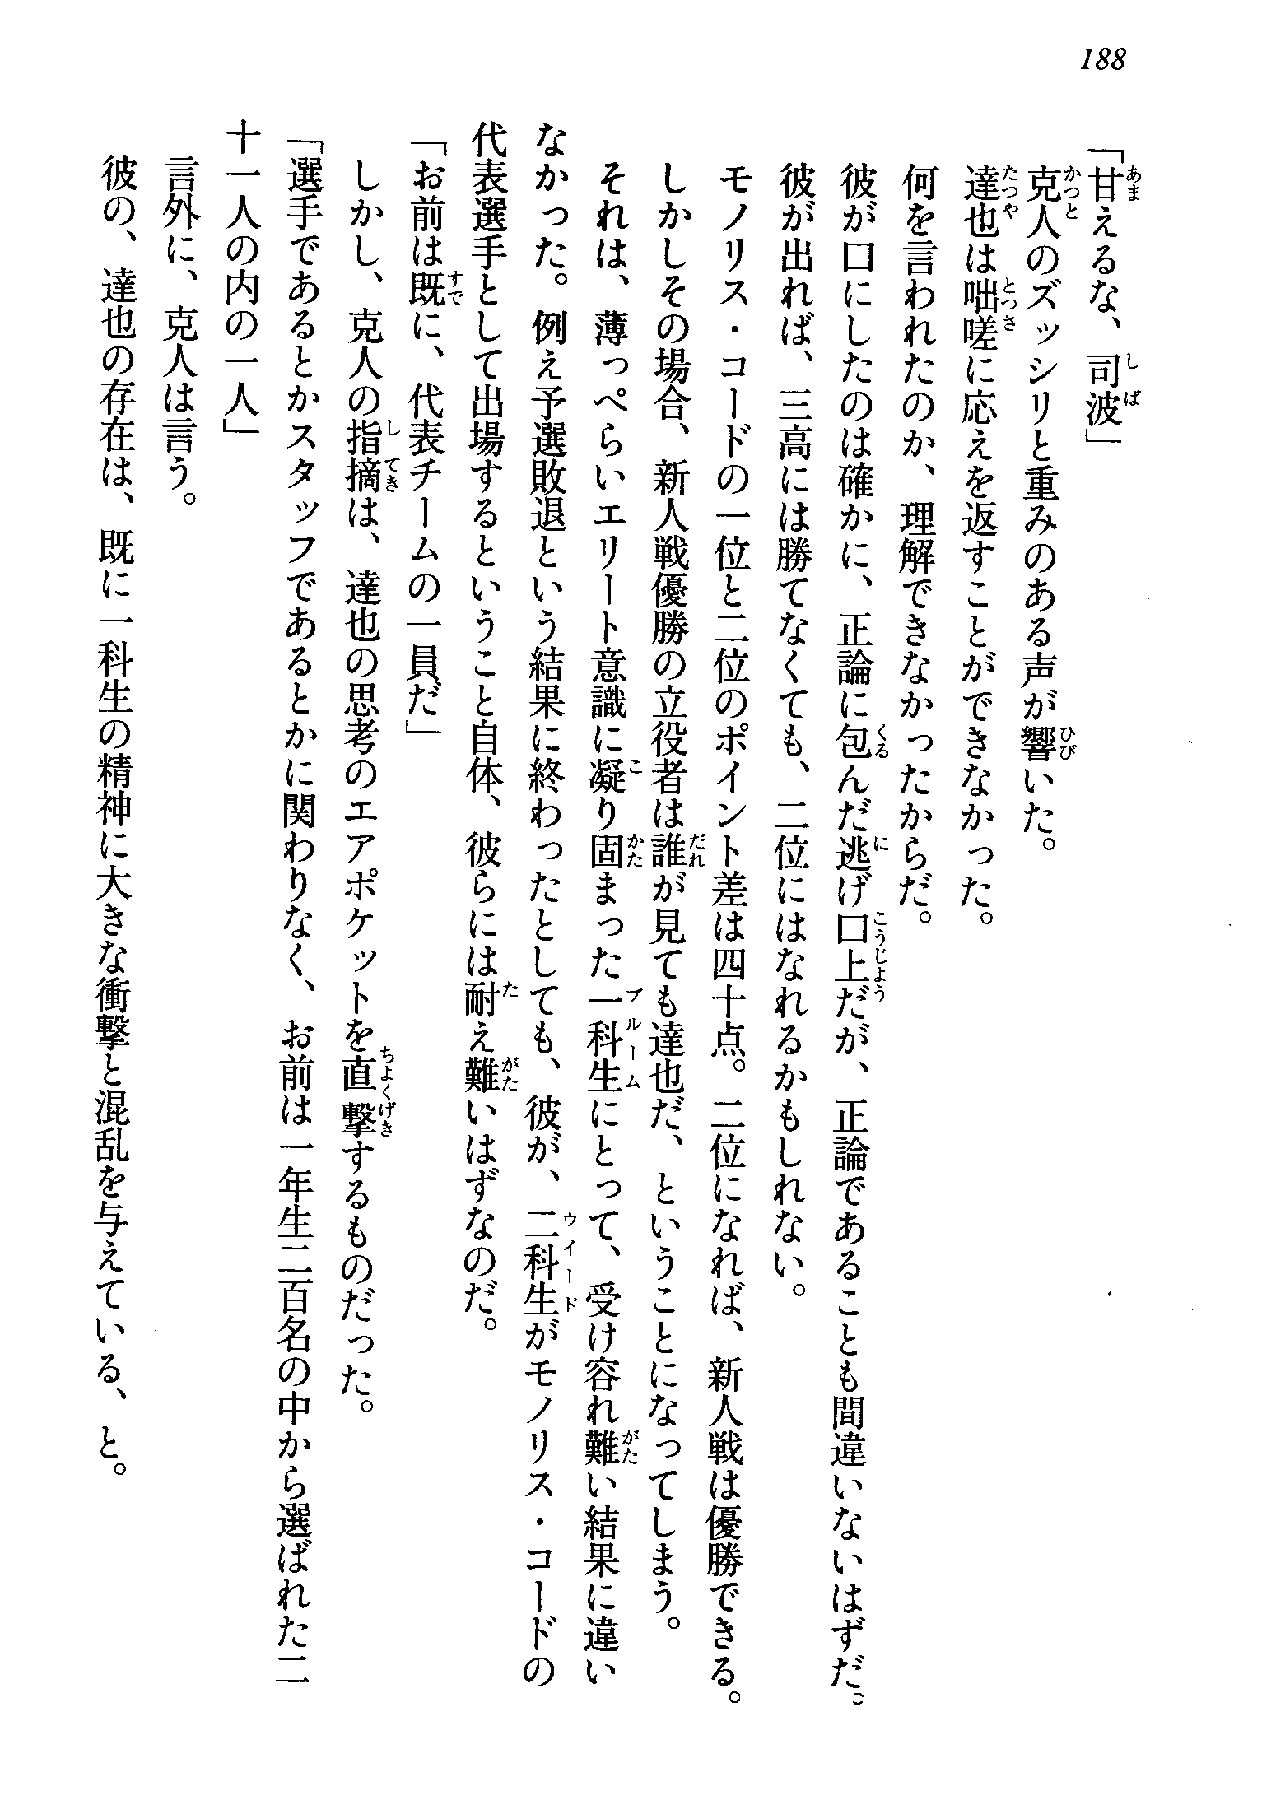 188
「甘えるな、司波」
克人のズッシリと重みのある声が響いた。
達也は咄嗟に応えを返すことができなかった。
何を言われたのか、理解できなかったからだ。
彼が口にしたのは確かに、正論に包んだ逃げ口上だが、正論であることも間違いないはずだ。
彼が出れば、三高には勝てなくても、二位にはなれるかもしれない。
モノリス・コードの一位と二位のポイント差は四十点。二位になれば、新人戦は優勝できる。
しかしその場合、新人戦優勝の立役者は誰が見ても達也だ、ということになってしまう。
それは、薄っぺらいエリート意識に凝り固まった一科生にとって、受け容れ難い結果に違い
なかった。例え予選敗退という結果に終わったとしても、彼が、二科生がモノリス・コードの
代表選手として出場するということ自体、彼らには耐え難いはずなのだ。
「お前は既に、代表チームの一員だ」
しかし、克人の指摘は、達也の思考のエアポケットを直撃するものだった。
「選手であるとかスタッフであるとかに関わりなく、お前は一年生二百名の中から選ばれた二
十一人の内の一人」
言外に、克人は言う。
彼の、達也の存在は、既に一科生の精神に大きな衝撃と混乱を与えている、と。